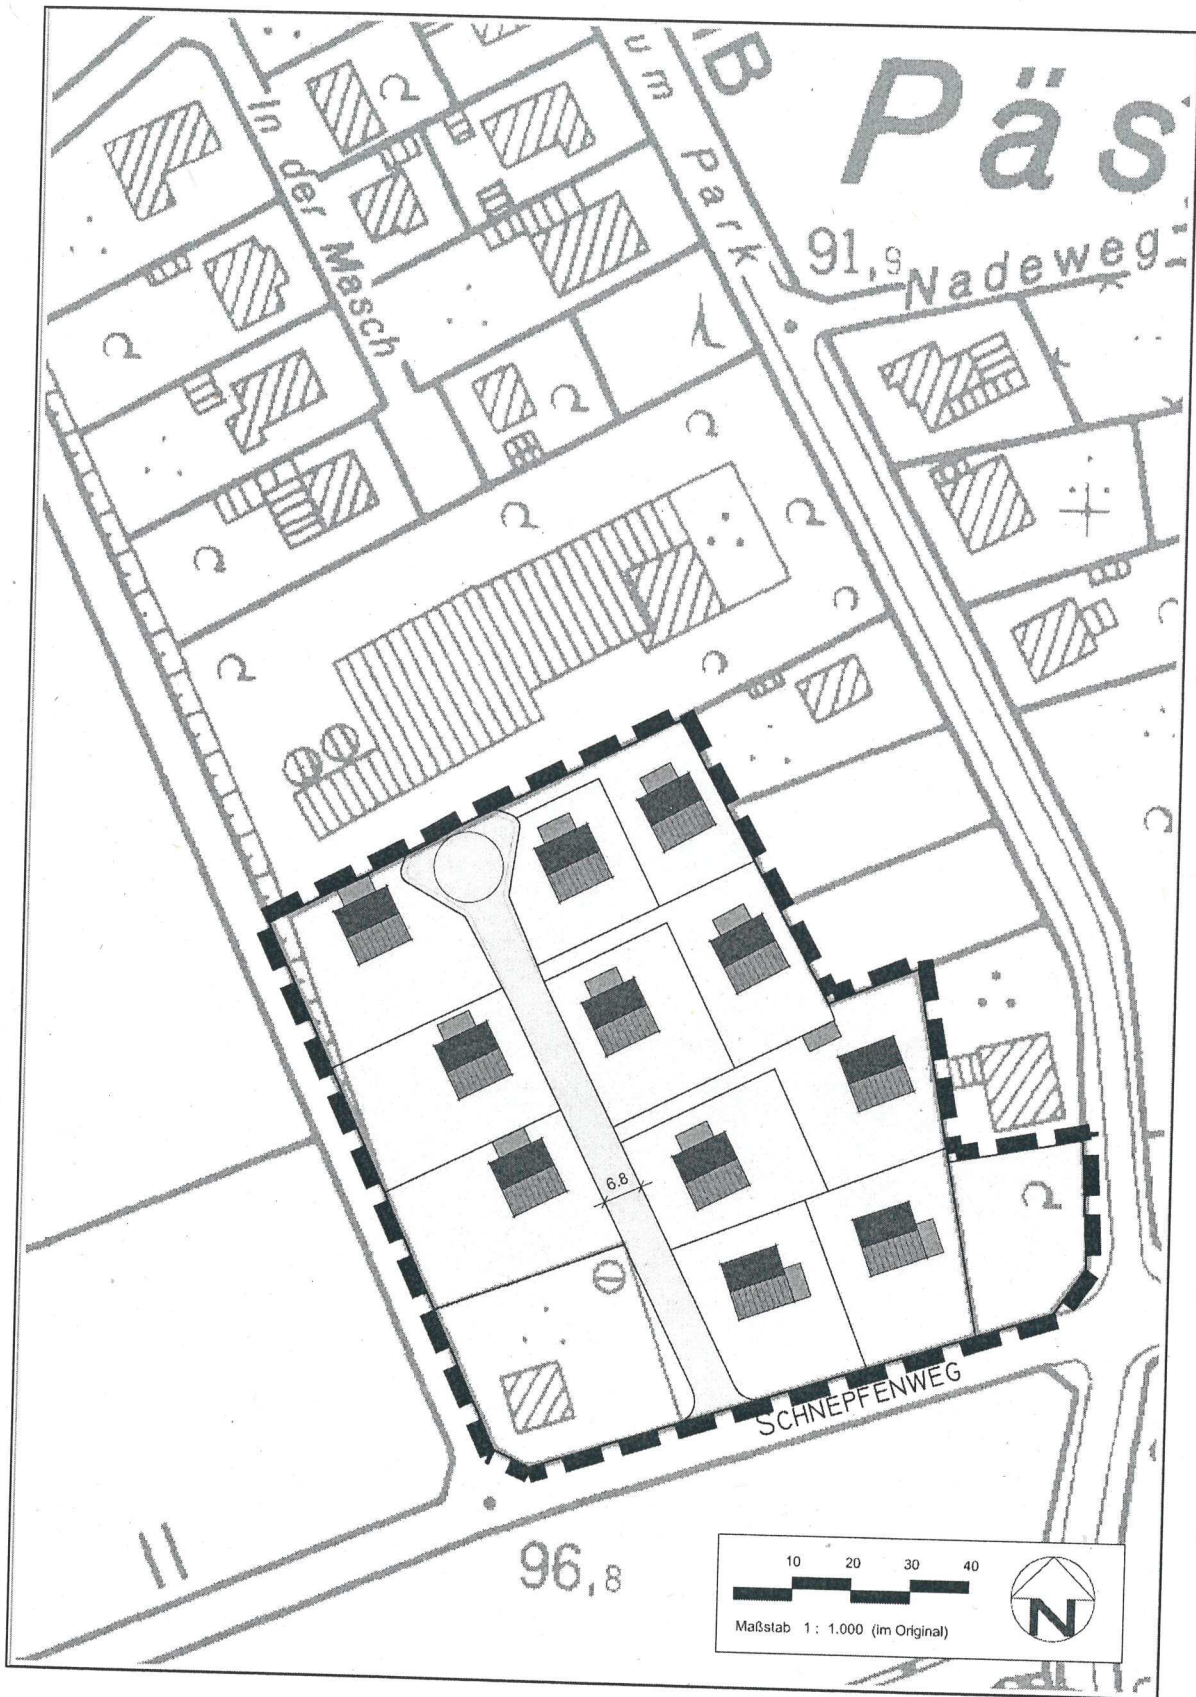 Päs
um Park
In der Masch
91,9
Nadeweg
6.8
SCHNEPFENWEG
96,8
10 20 30 40
Maßstab 1 : 1.000 (im Original)
N